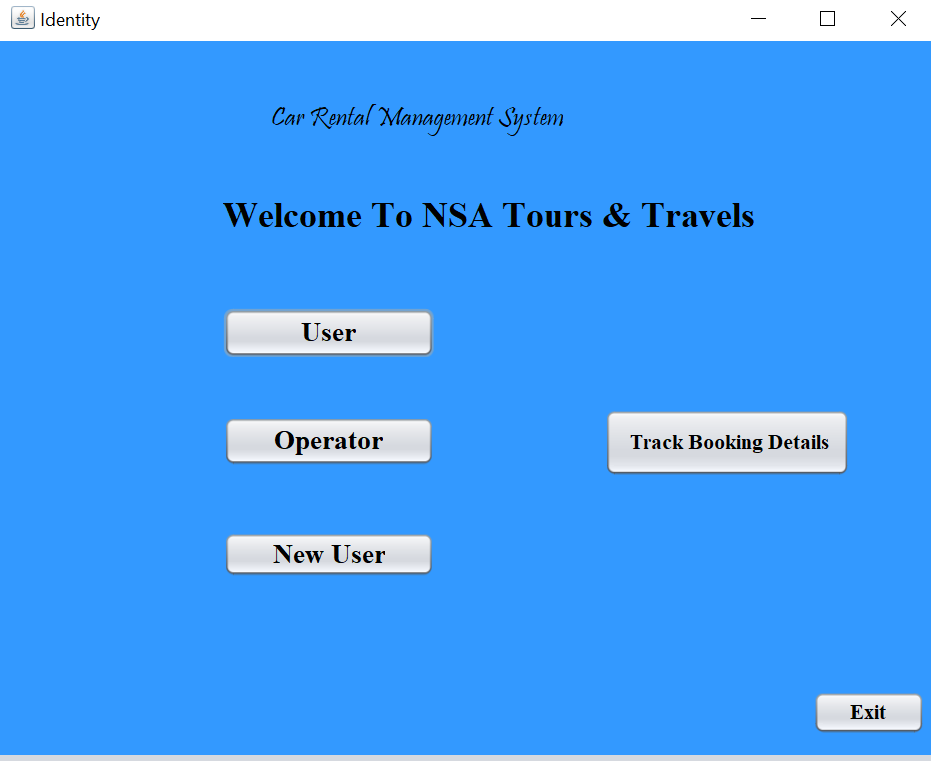 Identity
Car Rental Management System
Welcome To NSA Tours & Travels
User
Operator
Track Booking Details
New User
Exit